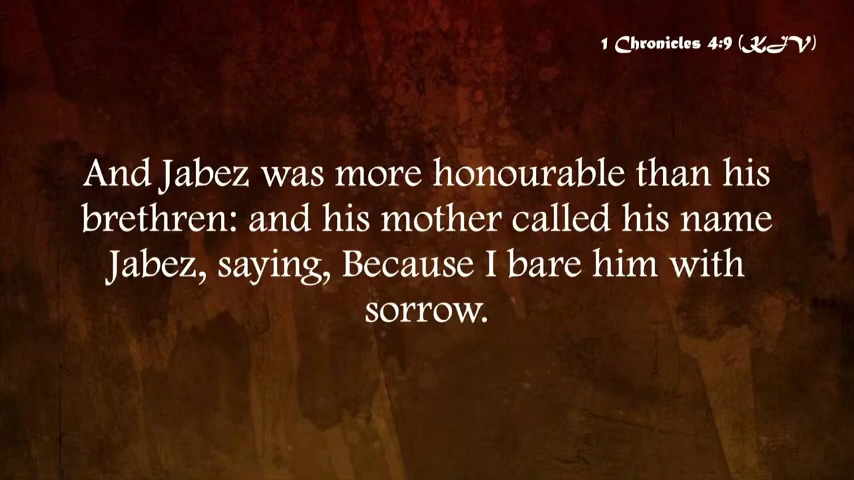 1 Chronicles 4:9 (KJV)
And Jabez was more honourable than his
brethren: and his mother called his name
Jabez, saying, Because I bare him with
sorrow.